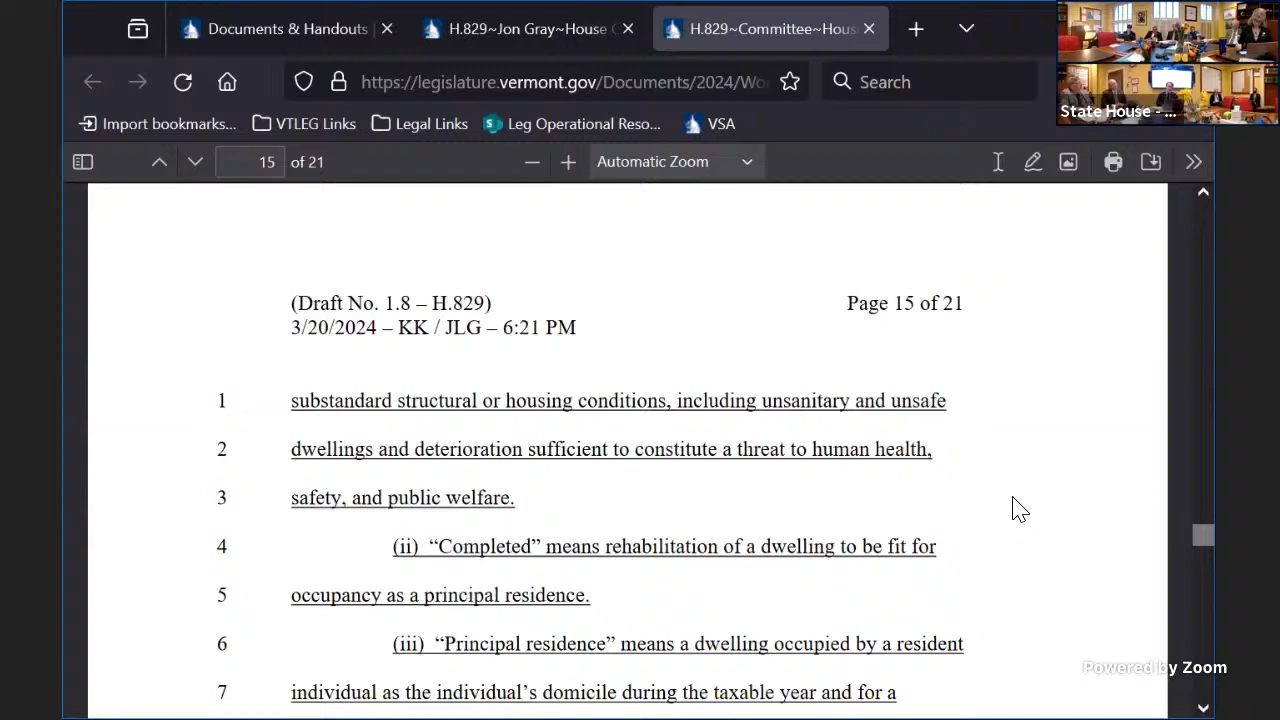 Documents & Handouts
H.829~Jon Gray~House C
H.829~Committee~Hous
https://legislature.vermont.gov/Documents/2024/Wo
Search
State House - ...
Import bookmarks...
VTLEG Links
Legal Links
Leg Operational Reso...
VSA
15 of 21
Automatic Zoom
(Draft No. 1.8 – H.829) Page 15 of 21
3/20/2024 – KK / JLG – 6:21 PM
1 substandard structural or housing conditions, including unsanitary and unsafe
2 dwellings and deterioration sufficient to constitute a threat to human health,
3 safety, and public welfare.
4 (ii) “Completed” means rehabilitation of a dwelling to be fit for
5 occupancy as a principal residence.
6 (iii) “Principal residence” means a dwelling occupied by a resident
Powered by Zoom
7 individual as the individual’s domicile during the taxable year and for a